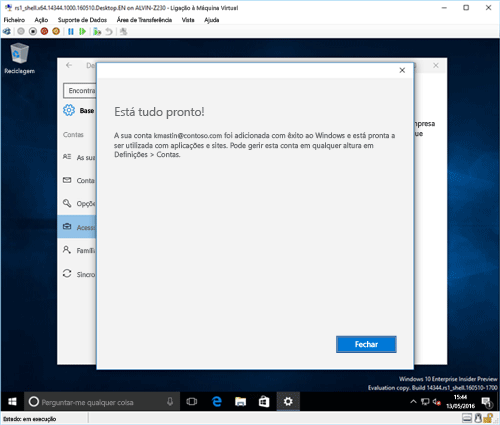 rs1_shell.x64.14344.1000.160510.Desktop.EN on ALVIN-Z230 - Ligação à Máquina Virtual
Ficheiro Ação Suporte de Dados Área de Transferência Vista Ajuda
Reciclagem
Encontra
Base
Contas
As sua
Conta
Opçõe
Acess
Família
Sincro
mpresa
que
Está tudo pronto!
A sua conta kmastin@contoso.com foi adicionada com êxito ao Windows e está pronta a
ser utilizada com aplicações e sites. Pode gerir esta conta em qualquer altura em
Definições > Contas.
Fechar
Windows 10 Enterprise Insider Preview
Evaluation copy. Build 14344.rs1_shell.160510-1700
Perguntar-me qualquer coisa
15:44
13/05/2016
Estado: em execução